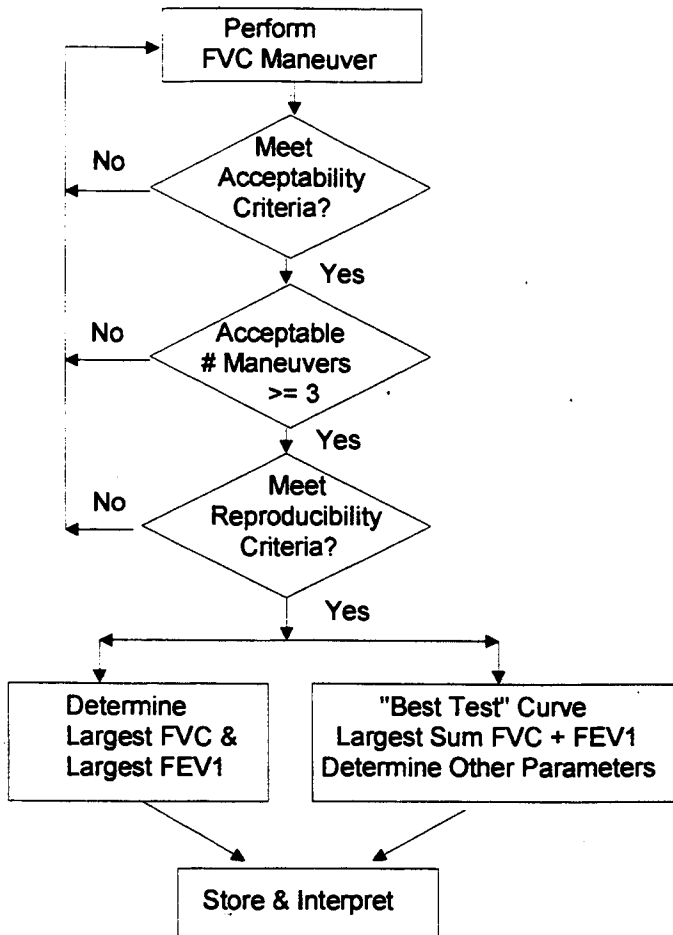 Perform
FVC Maneuver
No
Meet
Acceptability
Criteria?
Yes
No
Acceptable
# Maneuvers
>= 3
Yes
No
Meet
Reproducibility
Criteria?
Yes
Determine
Largest FVC &
Largest FEV1
"Best Test" Curve
Largest Sum FVC + FEV1
Determine Other Parameters
Store & Interpret